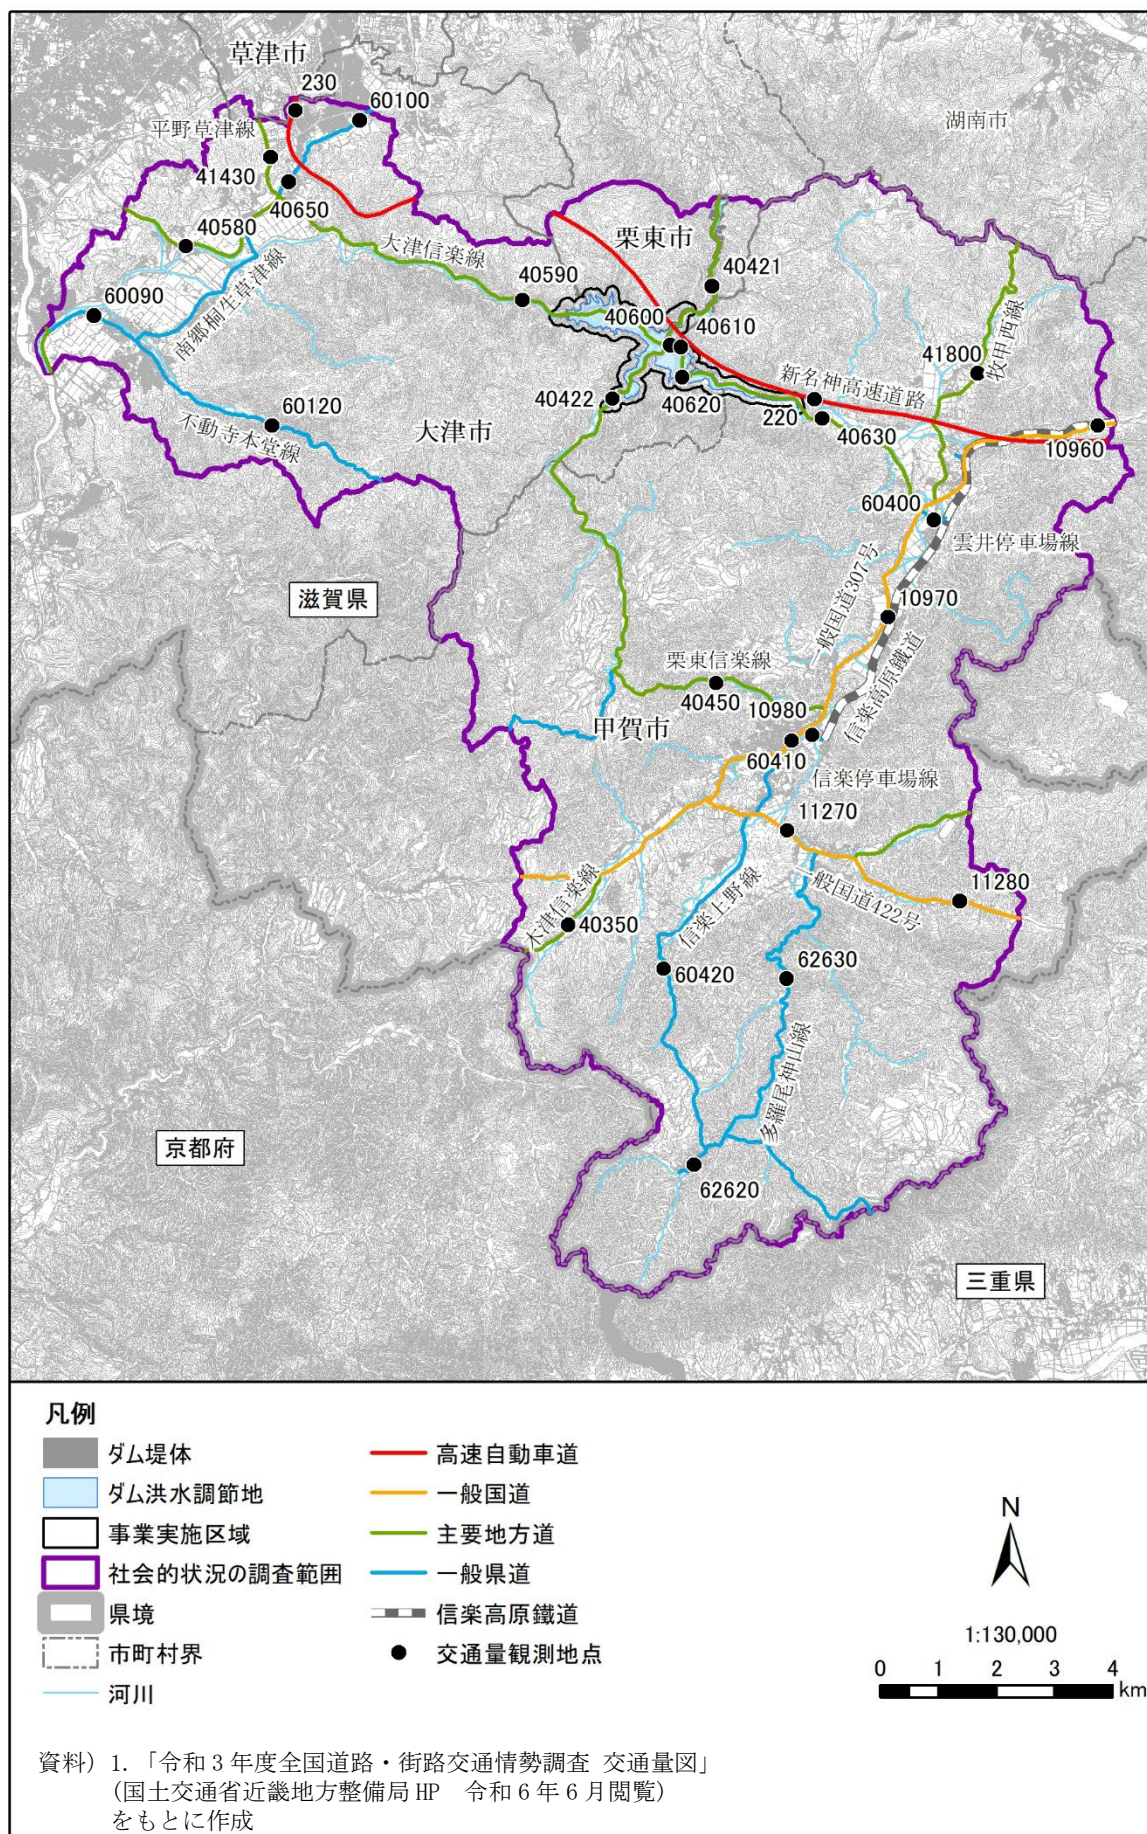 草津市
230
60100
平野草津線
湖南市
41430
40650
40580
大津信楽線
栗東市
40590
40421
60090
南郷桐生草津線
40600
40610
牧甲西線
41800
新名神高速道路
40422
40620
220
40630
60120
不動寺本堂線
大津市
10960
60400
雲井停車場線
一般国道307号
滋賀県
10970
栗東信楽線
信楽高原鐵道
40450
10980
甲賀市
60410
信楽停車場線
11270
一般国道422号
11280
木津信楽線
信楽上野線
40350
60420
62630
多羅尾神山線
京都府
62620
三重県
凡例
ダム堤体
ダム洪水調節地
事業実施区域
社会的状況の調査範囲
県境
市町村界
河川
高速自動車道
一般国道
主要地方道
一般県道
信楽高原鐵道
交通量観測地点
N
1:130,000
0 1 2 3 4
km
資料) 1. 「令和3年度全国道路・街路交通情勢調査 交通量図」
(国土交通省近畿地方整備局 HP 令和6年6月閲覧)
をもとに作成